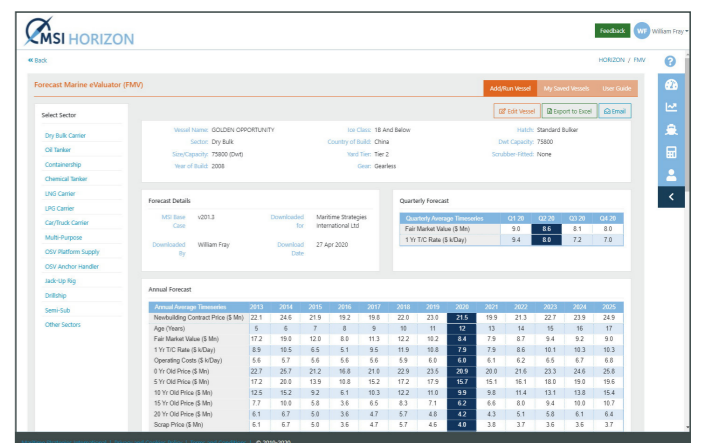 MSI HORIZON
Feedback
WF
William Fray
« Back
HORIZON / FMV
Forecast Marine eValuator (FMV)
Add/Run Vessel
My Saved Vessels
User Guide
Edit Vessel
Export to Excel
Email
Select Sector
Dry Bulk Carrier
Oil Tanker
Containership
Chemical Tanker
LNG Carrier
LPG Carrier
Car/Truck Carrier
Multi-Purpose
OSV Platform Supply
OSV Anchor Handler
Jack-Up Rig
Drillship
Semi-Sub
Other Sectors
Vessel Name: GOLDEN OPPORTUNITY Ice Class: 1B And Below Hatch: Standard Bulker
Sector: Dry Bulk Country of Build: China Dwt Capacity: 75800
Size/Capacity: 75800 (Dwt) Yard Tier: Tier 2 Scrubber-Fitted: None
Year of Build: 2008 Gear: Gearless
Forecast Details
MSI Base Case v201.3 Downloaded for Maritime Strategies International Ltd
Downloaded By William Fray Download Date 27 Apr 2020
Quarterly Forecast
Quarterly Average Timeseries Q1 20 Q2 20 Q3 20 Q4 20
Fair Market Value ($ Mn) 9.0 8.6 8.1 8.0
1 Yr T/C Rate ($ k/Day) 9.4 8.0 7.2 7.0
Annual Forecast
Annual Average Timeseries 2013 2014 2015 2016 2017 2018 2019 2020 2021 2022 2023 2024 2025
Newbuilding Contract Price ($ Mn) 22.1 24.6 21.9 19.2 19.8 22.0 23.0 21.5 19.9 21.3 22.7 23.9 24.9
Age (Years) 5 6 7 8 9 10 11 12 13 14 15 16 17
Fair Market Value ($ Mn) 17.2 19.0 12.0 8.0 11.3 12.2 10.2 8.4 7.9 8.7 9.4 9.2 9.0
1 Yr T/C Rate ($ k/Day) 8.9 10.5 6.5 5.1 9.5 11.9 10.8 7.9 7.9 8.6 10.1 10.3 10.3
Operating Costs ($ k/Day) 5.6 5.7 5.6 5.6 5.6 5.9 6.0 6.0 6.1 6.2 6.5 6.7 6.8
0 Yr Old Price ($ Mn) 22.7 25.7 21.2 16.8 21.0 22.9 23.5 20.9 20.0 21.6 23.3 24.6 25.8
5 Yr Old Price ($ Mn) 17.2 20.0 13.9 10.8 15.2 17.2 17.9 15.7 15.1 16.1 18.0 19.0 19.6
10 Yr Old Price ($ Mn) 12.5 15.2 9.2 6.1 10.3 12.2 11.0 9.9 9.8 11.4 13.1 13.8 15.4
15 Yr Old Price ($ Mn) 7.7 10.0 5.8 3.6 6.5 8.3 7.1 6.2 6.6 8.0 9.4 10.0 10.7
20 Yr Old Price ($ Mn) 6.1 6.7 5.0 3.6 4.7 5.7 4.8 4.2 4.3 5.1 5.8 6.1 6.4
Scrap Price ($ Mn) 6.1 6.7 5.0 3.6 4.7 5.7 4.6 4.0 3.8 3.7 3.6 3.6 3.7
© 2019-2020